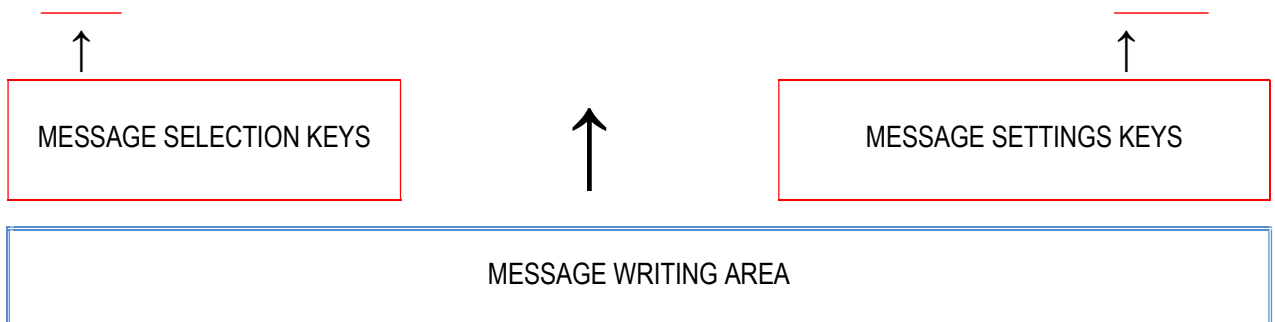 MESSAGE SELECTION KEYS
MESSAGE SETTINGS KEYS
MESSAGE WRITING AREA